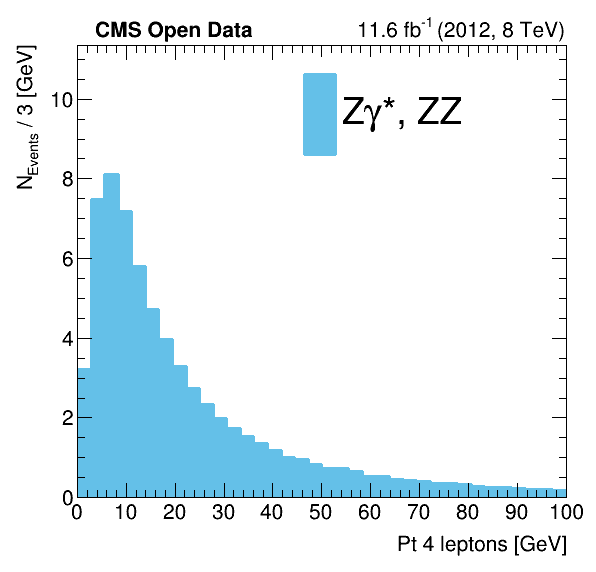 CMS Open Data 11.6 fb⁻¹ (2012, 8 TeV)
N_Events / 3 [GeV]
Zγ*, ZZ
10
8
6
4
2
0
0 10 20 30 40 50 60 70 80 90 100
Pt 4 leptons [GeV]